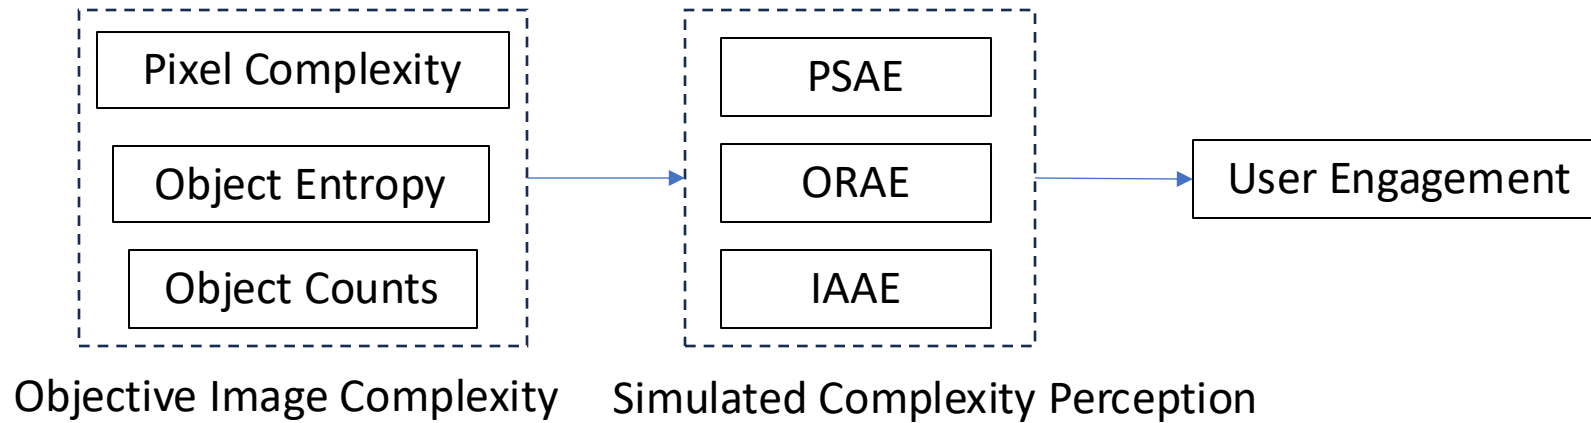 Pixel Complexity
Object Entropy
Object Counts
Objective Image Complexity
PSAE
ORAE
IAAE
Simulated Complexity Perception
User Engagement